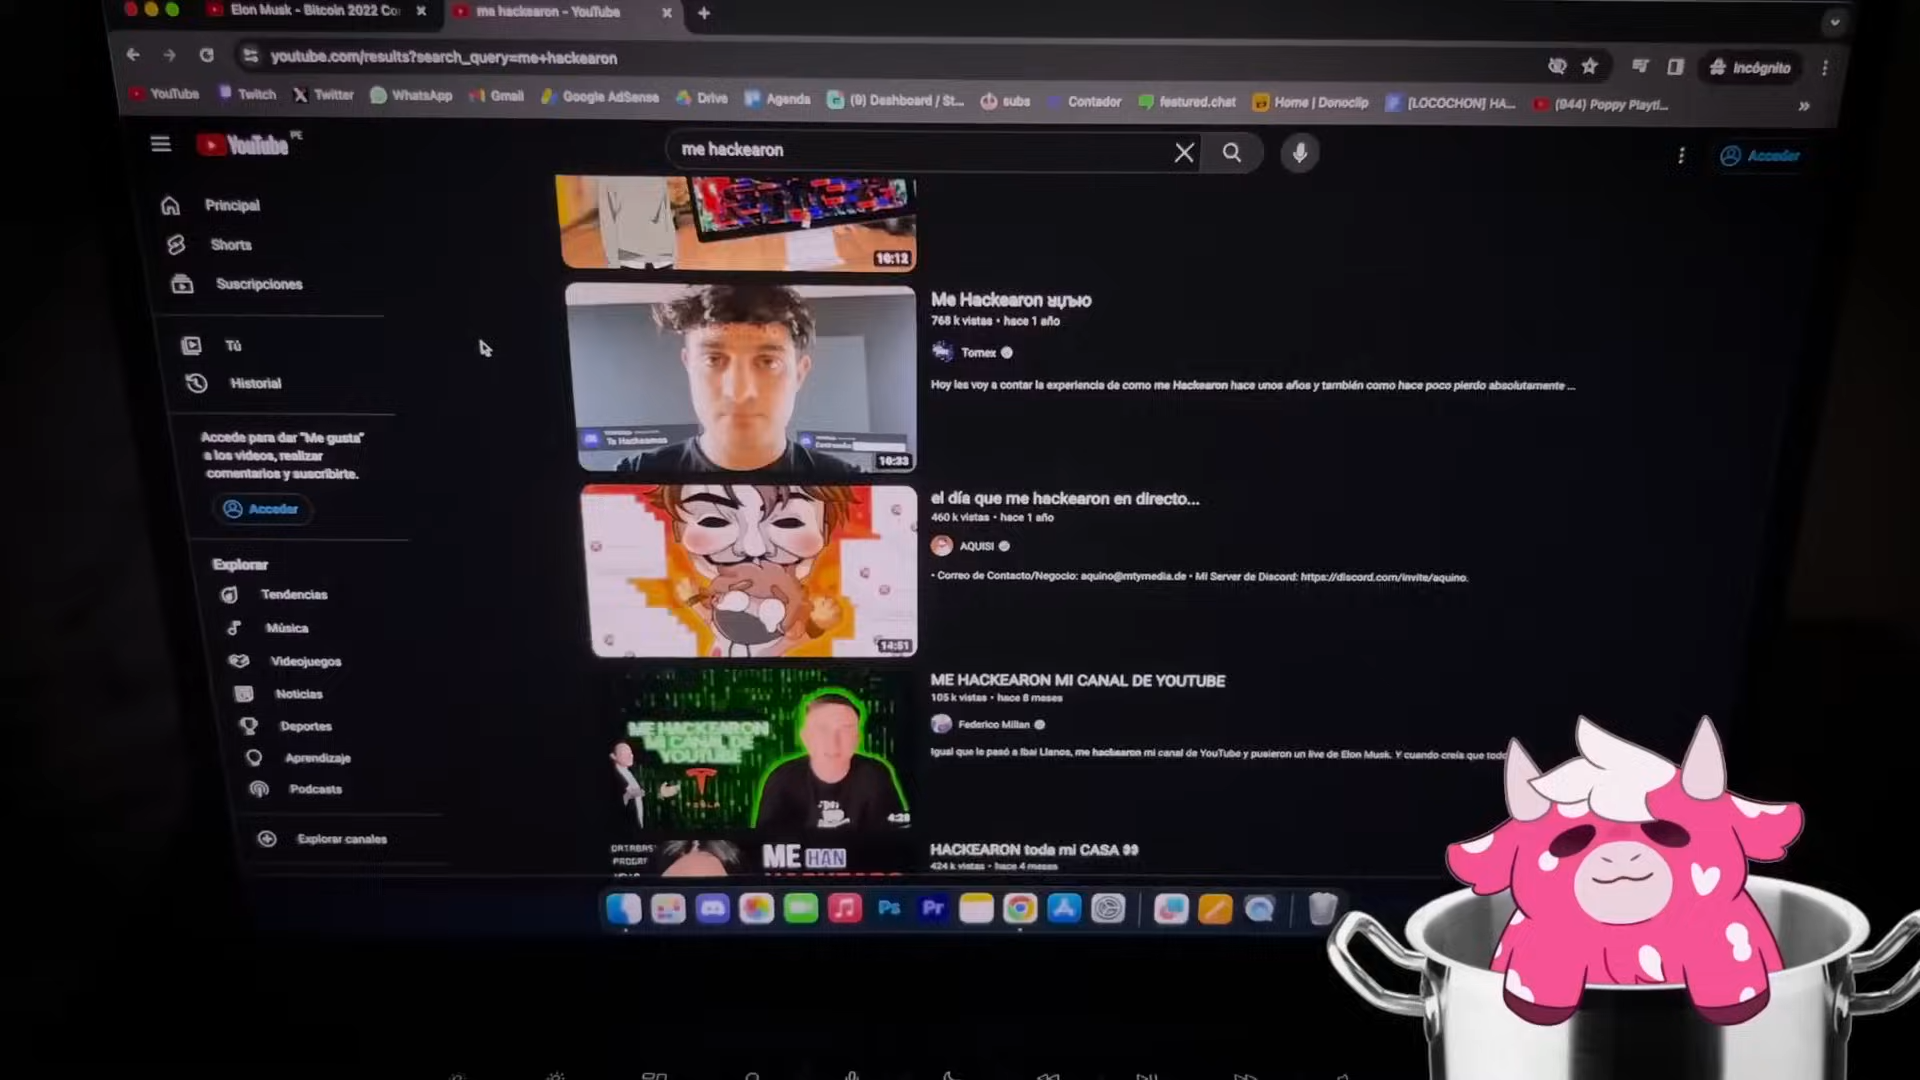 Elon Musk - Bitcoin 2022 Co
me hackearon - YouTube
youtube.com/results?search_query=me+hackearon
Incógnito
YouTube
Twitch
Twitter
WhatsApp
Gmail
Google AdSense
Drive
Agenda
(9) Dashboard / St...
subs
Contador
featured.chat
Home | Donoclip
[LOCOCHON] HA...
(944) Poppy Playti...
YouTube PE
me hackearon
Acceder
Principal
Shorts
Suscripciones
Tú
Historial
Accede para dar "Me gusta"
a los videos, realizar
comentarios y suscribirte.
Acceder
Explorar
Tendencias
Música
Videojuegos
Noticias
Deportes
Aprendizaje
Podcasts
Explorar canales
10:12
Te Hackeamos
10:33
Me Hackearon
768 k vistas • hace 1 año
Tomex
Hoy les voy a contar la experiencia de como me Hackearon hace unos años y también como hace poco pierdo absolutamente ...
14:51
el día que me hackearon en directo...
460 k vistas • hace 1 año
AQUISI
• Correo de Contacto/Negocio: aquino@mtymedia.de • Mi Server de Discord: https://discord.com/invite/aquino.
ME HACKEARON
MI CANAL DE
YOUTUBE
TESLA
4:28
ME HACKEARON MI CANAL DE YOUTUBE
105 k vistas • hace 8 meses
Federico Milan
Igual que le pasó a Ibai Llanos, me hackearon mi canal de YouTube y pusieron un live de Elon Musk. Y cuando creís que todo
ME HAN
HACKEARON toda mi CASA
424 k vistas • hace 4 meses
Ps
Pr